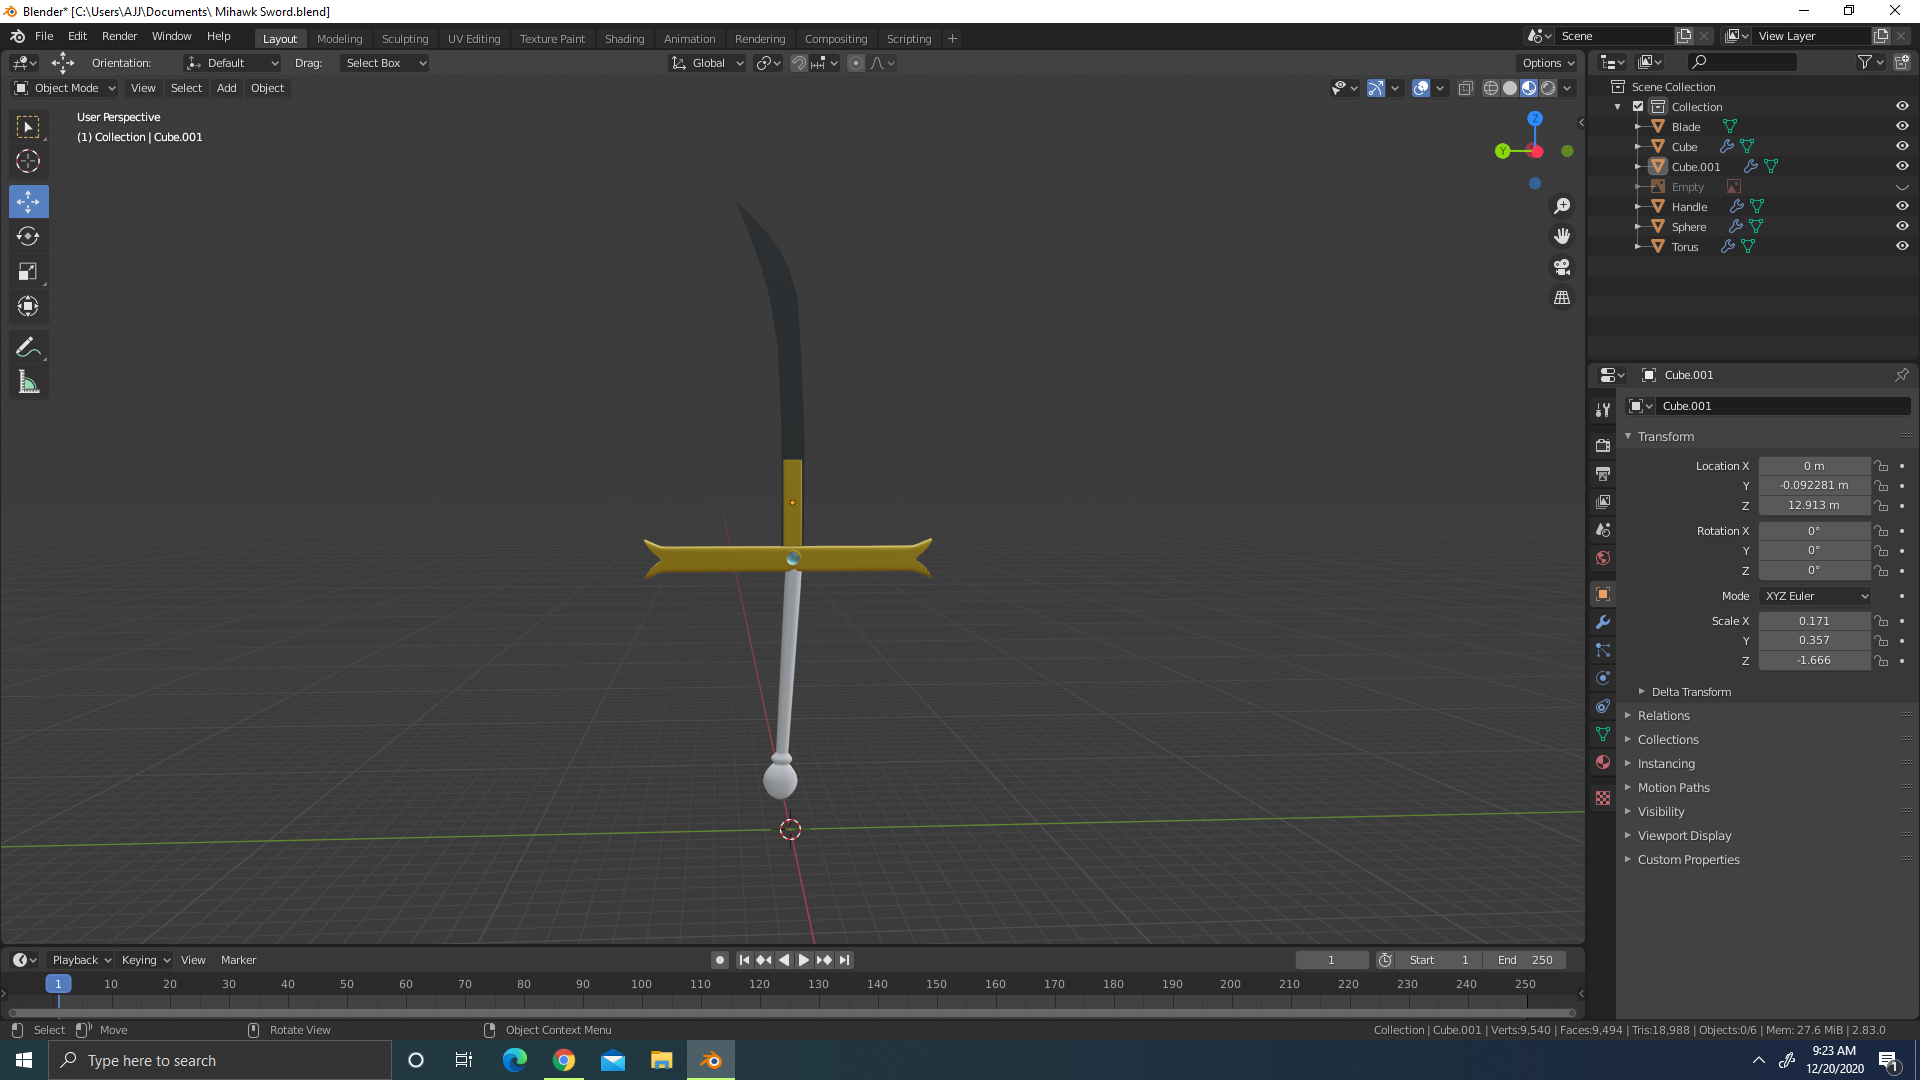 Blender* [C:\Users\AJJ\Documents\ Mihawk Sword.blend]
File Edit Render Window Help Layout Modeling Sculpting UV Editing Texture Paint Shading Animation Rendering Compositing Scripting Scene View Layer
Orientation: Default Drag: Select Box Global Options
Object Mode View Select Add Object
User Perspective
(1) Collection | Cube.001
Z
Y
Scene Collection
Collection
Blade
Cube
Cube.001
Empty
Handle
Sphere
Torus
Cube.001
Cube.001
Transform
Location X 0 m
Y -0.092281 m
Z 12.913 m
Rotation X 0°
Y 0°
Z 0°
Mode XYZ Euler
Scale X 0.171
Y 0.357
Z -1.666
Delta Transform
Relations
Collections
Instancing
Motion Paths
Visibility
Viewport Display
Custom Properties
Playback Keying View Marker 1 Start 1 End 250
1 10 20 30 40 50 60 70 80 90 100 110 120 130 140 150 160 170 180 190 200 210 220 230 240 250
Select Move Rotate View Object Context Menu Collection | Cube.001 | Verts:9,540 | Faces:9,494 | Tris:18,988 | Objects:0/6 | Mem: 27.6 MiB | 2.83.0
Type here to search
9:23 AM
12/20/2020
1